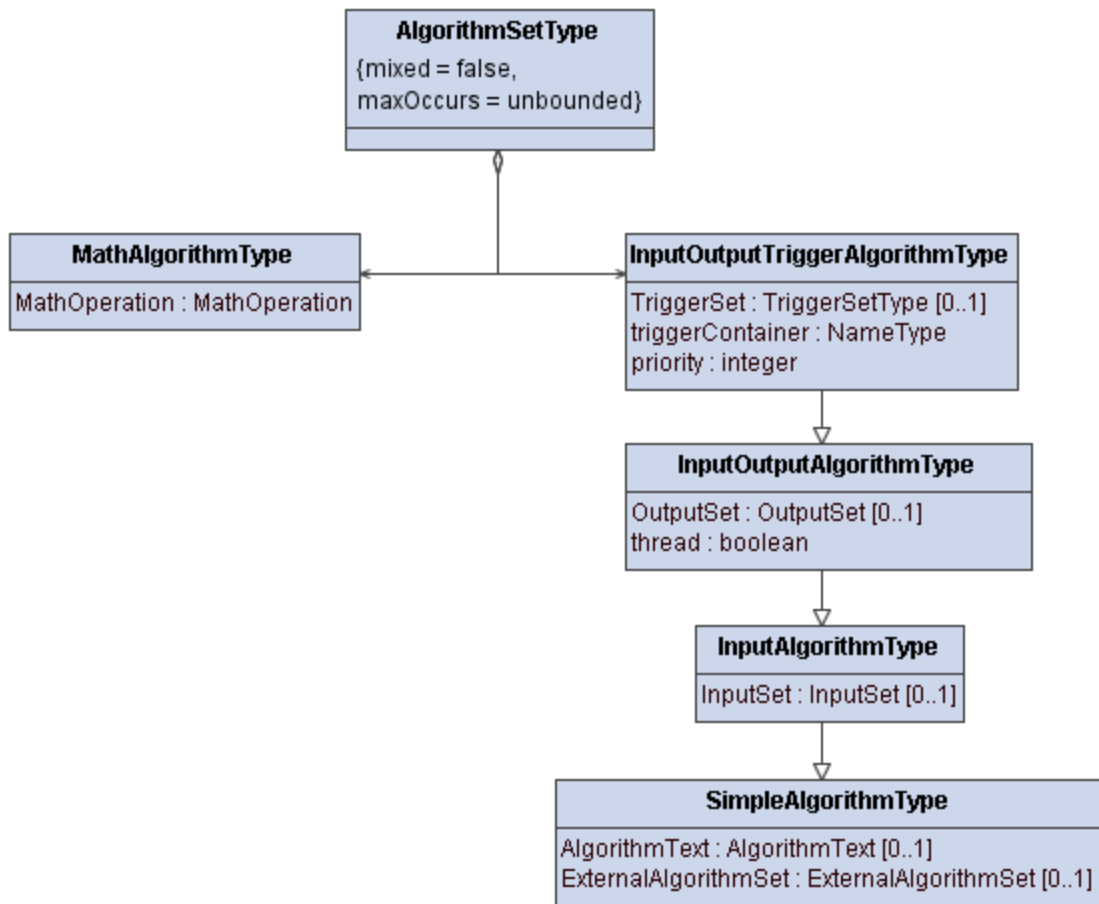 AlgorithmSetType
{mixed = false,
maxOccurs = unbounded}
MathAlgorithmType
MathOperation : MathOperation
InputOutputTriggerAlgorithmType
TriggerSet : TriggerSetType [0..1]
triggerContainer : NameType
priority : integer
InputOutputAlgorithmType
OutputSet : OutputSet [0..1]
thread : boolean
InputAlgorithmType
InputSet : InputSet [0..1]
SimpleAlgorithmType
AlgorithmText : AlgorithmText [0..1]
ExternalAlgorithmSet : ExternalAlgorithmSet [0..1]